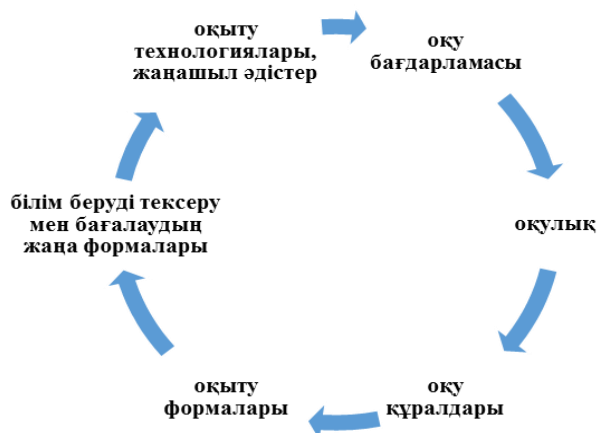 оқыту
технологиялары,
жаңашыл әдістер
оқу
бағдарламасы
оқулық
оқу
құралдары
оқыту
формалары
білім беруді тексеру
мен бағалаудың
жаңа формалары